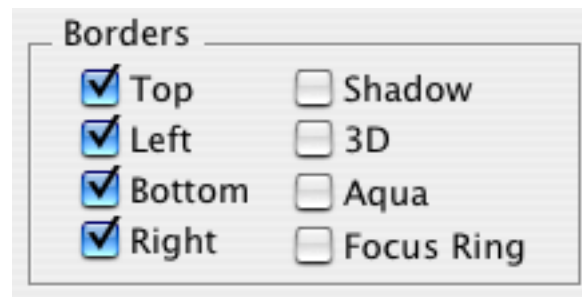 Borders
Top
Shadow
Left
3D
Bottom
Aqua
Right
Focus Ring